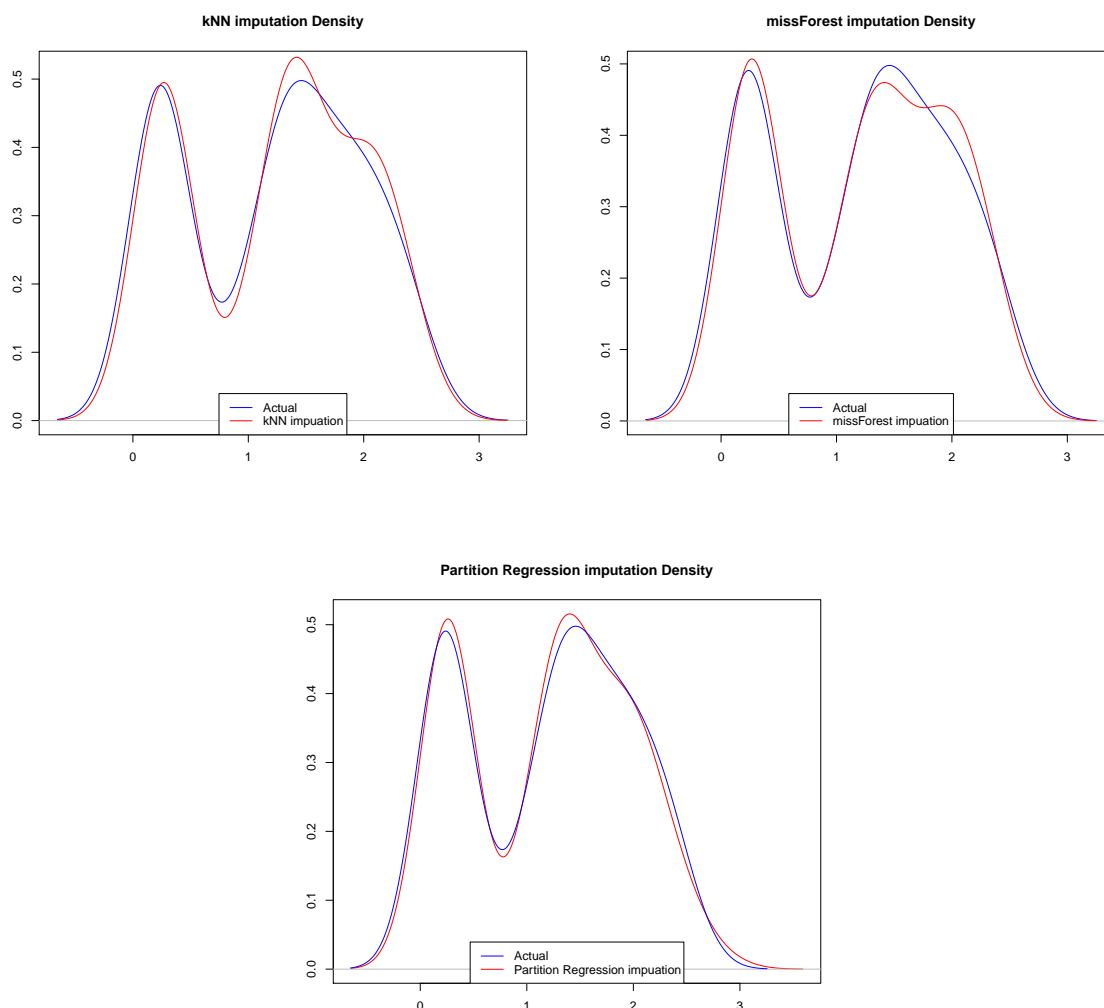 kNN imputation Density
0.5
0.4
0.3
0.2
0.1
0.0
Actual
kNN impuation
0 1 2 3
missForest imputation Density
0.5
0.4
0.3
0.2
0.1
0.0
Actual
missForest impuation
0 1 2 3
Partition Regression imputation Density
0.5
0.4
0.3
0.2
0.1
0.0
Actual
Partition Regression impuation
0 1 2 3